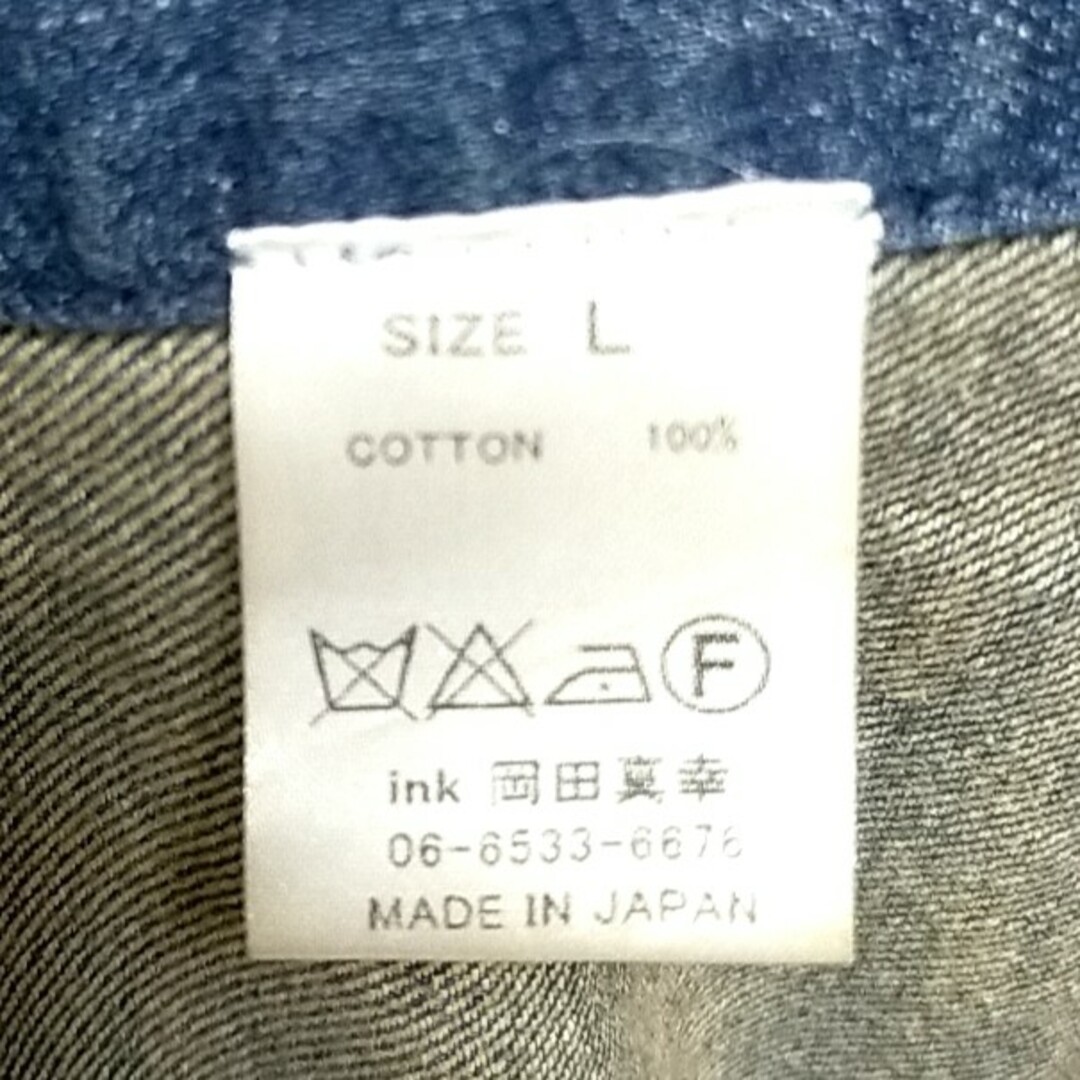 SIZE L
COTTON 100%
F
ink 岡田真幸
06-6533-6676
MADE IN JAPAN